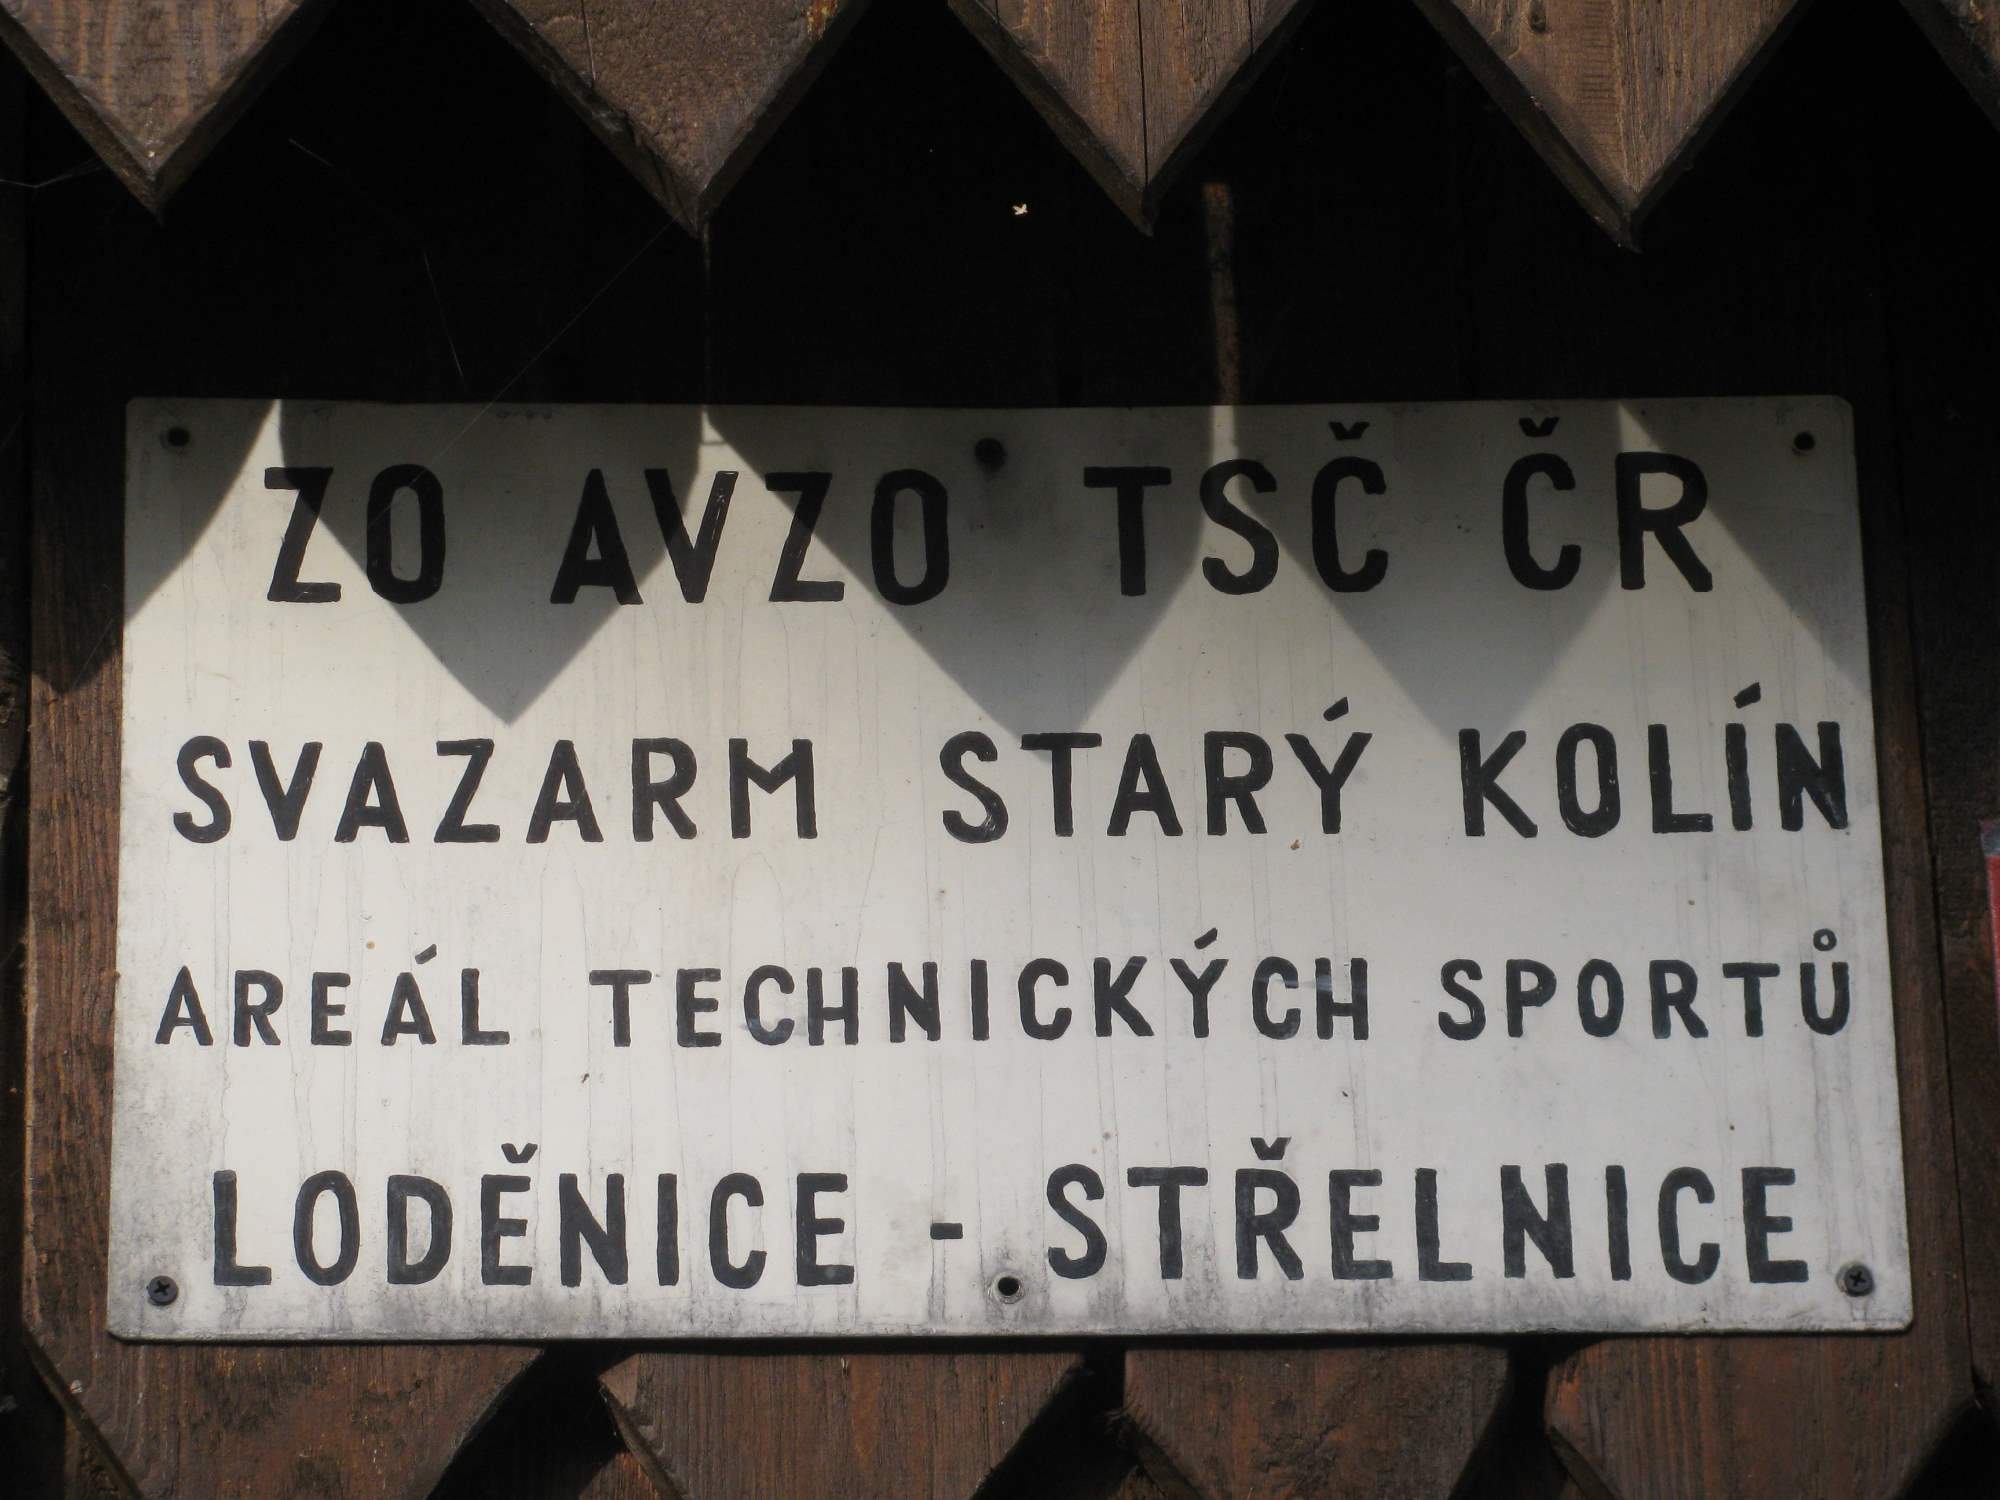 ZO AVZO TSČ ČR
SVAZARM STARÝ KOLÍN
AREÁL TECHNICKÝCH SPORTŮ
LODĚNICE - STŘELNICE